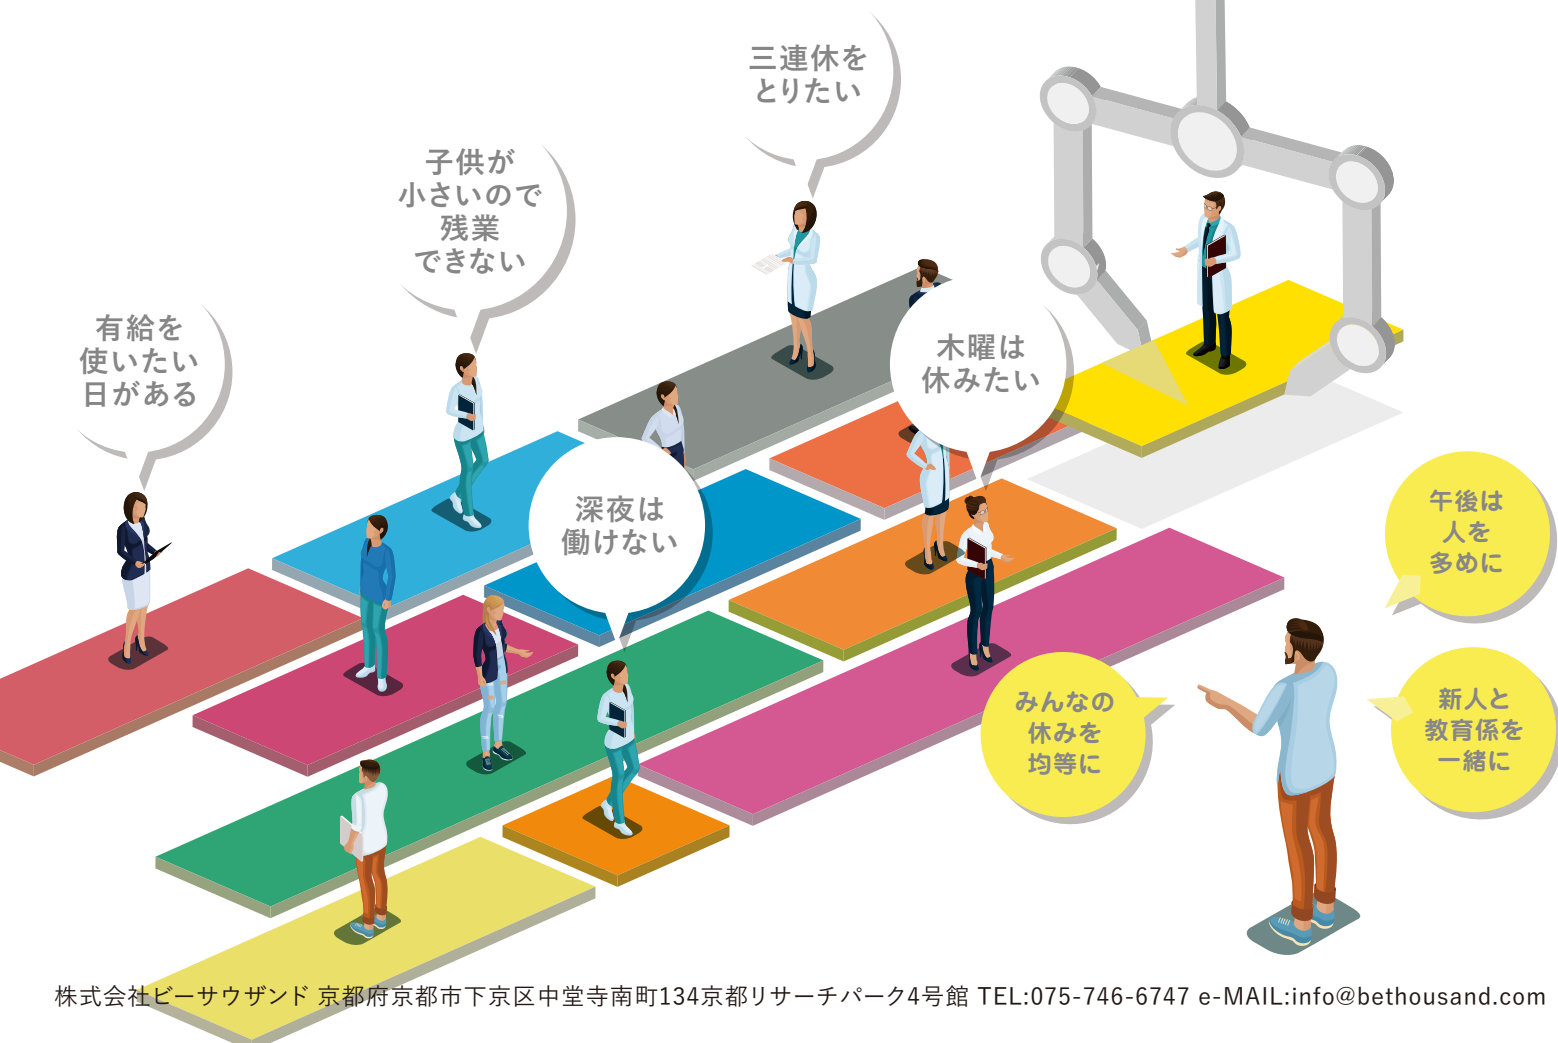 三連休を
とりたい
子供が
小さいので
残業
できない
有給を
使いたい
日がある
木曜は
休みたい
深夜は
働けない
午後は
人を
多めに
みんなの
休みを
均等に
新人と
教育係を
一緒に
株式会社ビーサウザンド 京都府京都市下京区中堂寺南町134京都リサーチパーク4号館 TEL:075-746-6747 e-MAIL:info@bethousand.com